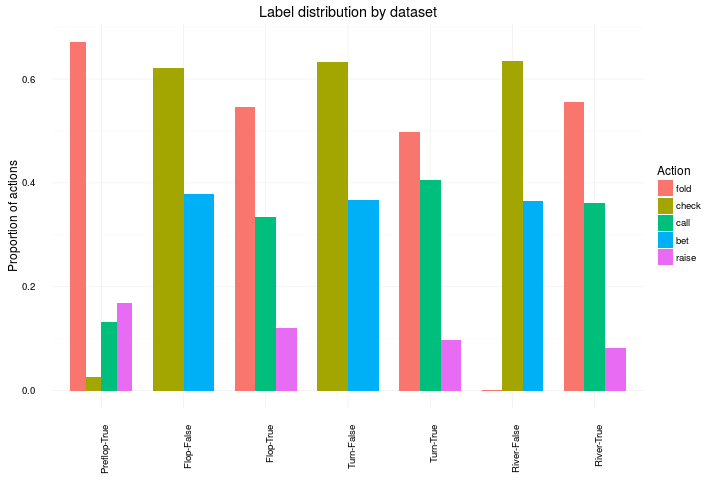 Label distribution by dataset
Proportion of actions
0.6
0.4
0.2
0.0
Preflop-True
Flop-False
Flop-True
Turn-False
Turn-True
River-False
River-True
Action
fold
check
call
bet
raise